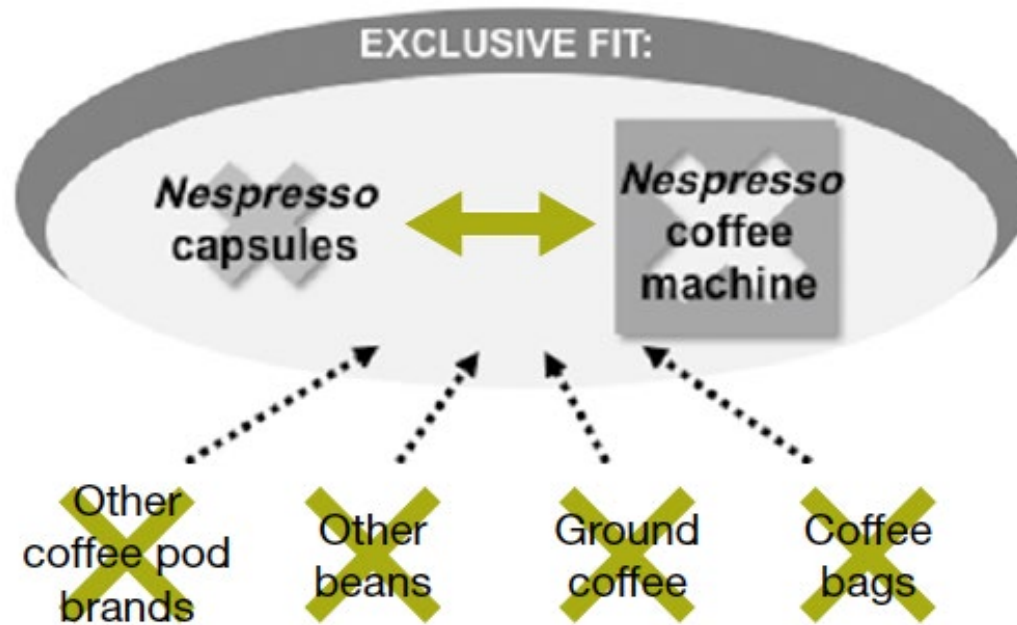 EXCLUSIVE FIT:
Nespresso
capsules
Nespresso
coffee
machine
Other
coffee pod
brands
Other
beans
Ground
coffee
Coffee
bags